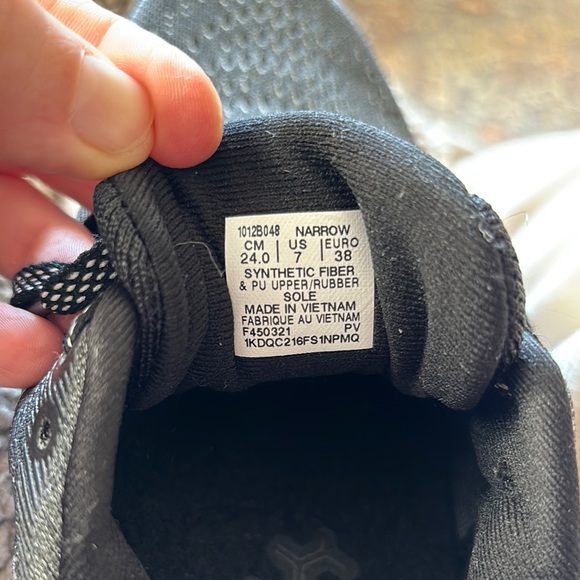 1012B048 NARROW
CM | US | EURO
24.0 | 7 | 38
SYNTHETIC FIBER
& PU UPPER/RUBBER
SOLE
MADE IN VIETNAM
FABRIQUE AU VIETNAM
F450321 PV
1KDQC216FS1NPMQ